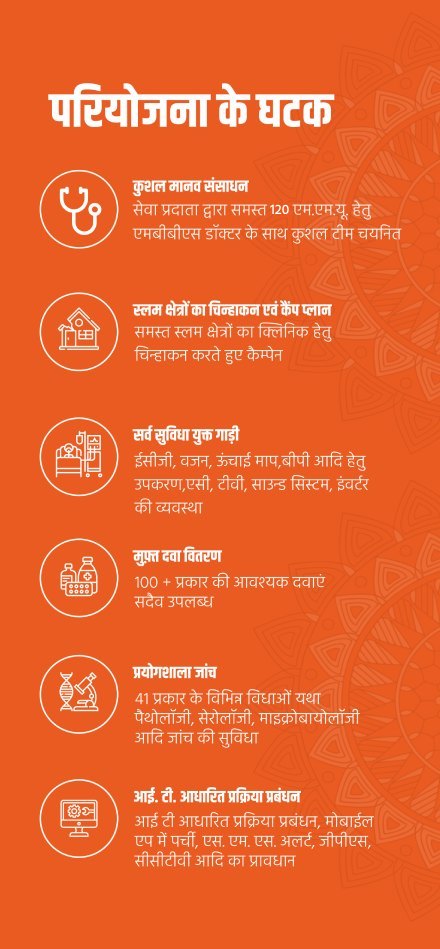 परियोजना के घटक
कुशल मानव संसाधन
सेवा प्रदाता द्वारा समस्त 120 एम.एम.यू. हेतु
एमबीबीएस डॉक्टर के साथ कुशल टीम चयनित
स्लम क्षेत्रों का चिन्हाकन एवं कैंप प्लान
समस्त स्लम क्षेत्रों का क्लिनिक हेतु
चिन्हाकन करते हुए कैम्पेन
सर्व सुविधा युक्त गाड़ी
ईसीजी, वजन, ऊंचाई माप,बीपी आदि हेतु
उपकरण,एसी, टीवी, साउन्ड सिस्टम, इंवर्टर
की व्यवस्था
मुफ़्त दवा वितरण
100 + प्रकार की आवश्यक दवाएं
सदैव उपलब्ध
प्रयोगशाला जांच
41 प्रकार के विभिन्न विधाओं यथा
पैथोलॉजी, सेरोलॉजी, माइक्रोबायोलॉजी
आदि जांच की सुविधा
आई. टी. आधारित प्रक्रिया प्रबंधन
आई टी आधारित प्रक्रिया प्रबंधन, मोबाईल
एप में पर्ची, एस. एम. एस. अलर्ट, जीपीएस,
सीसीटीवी आदि का प्रावधान